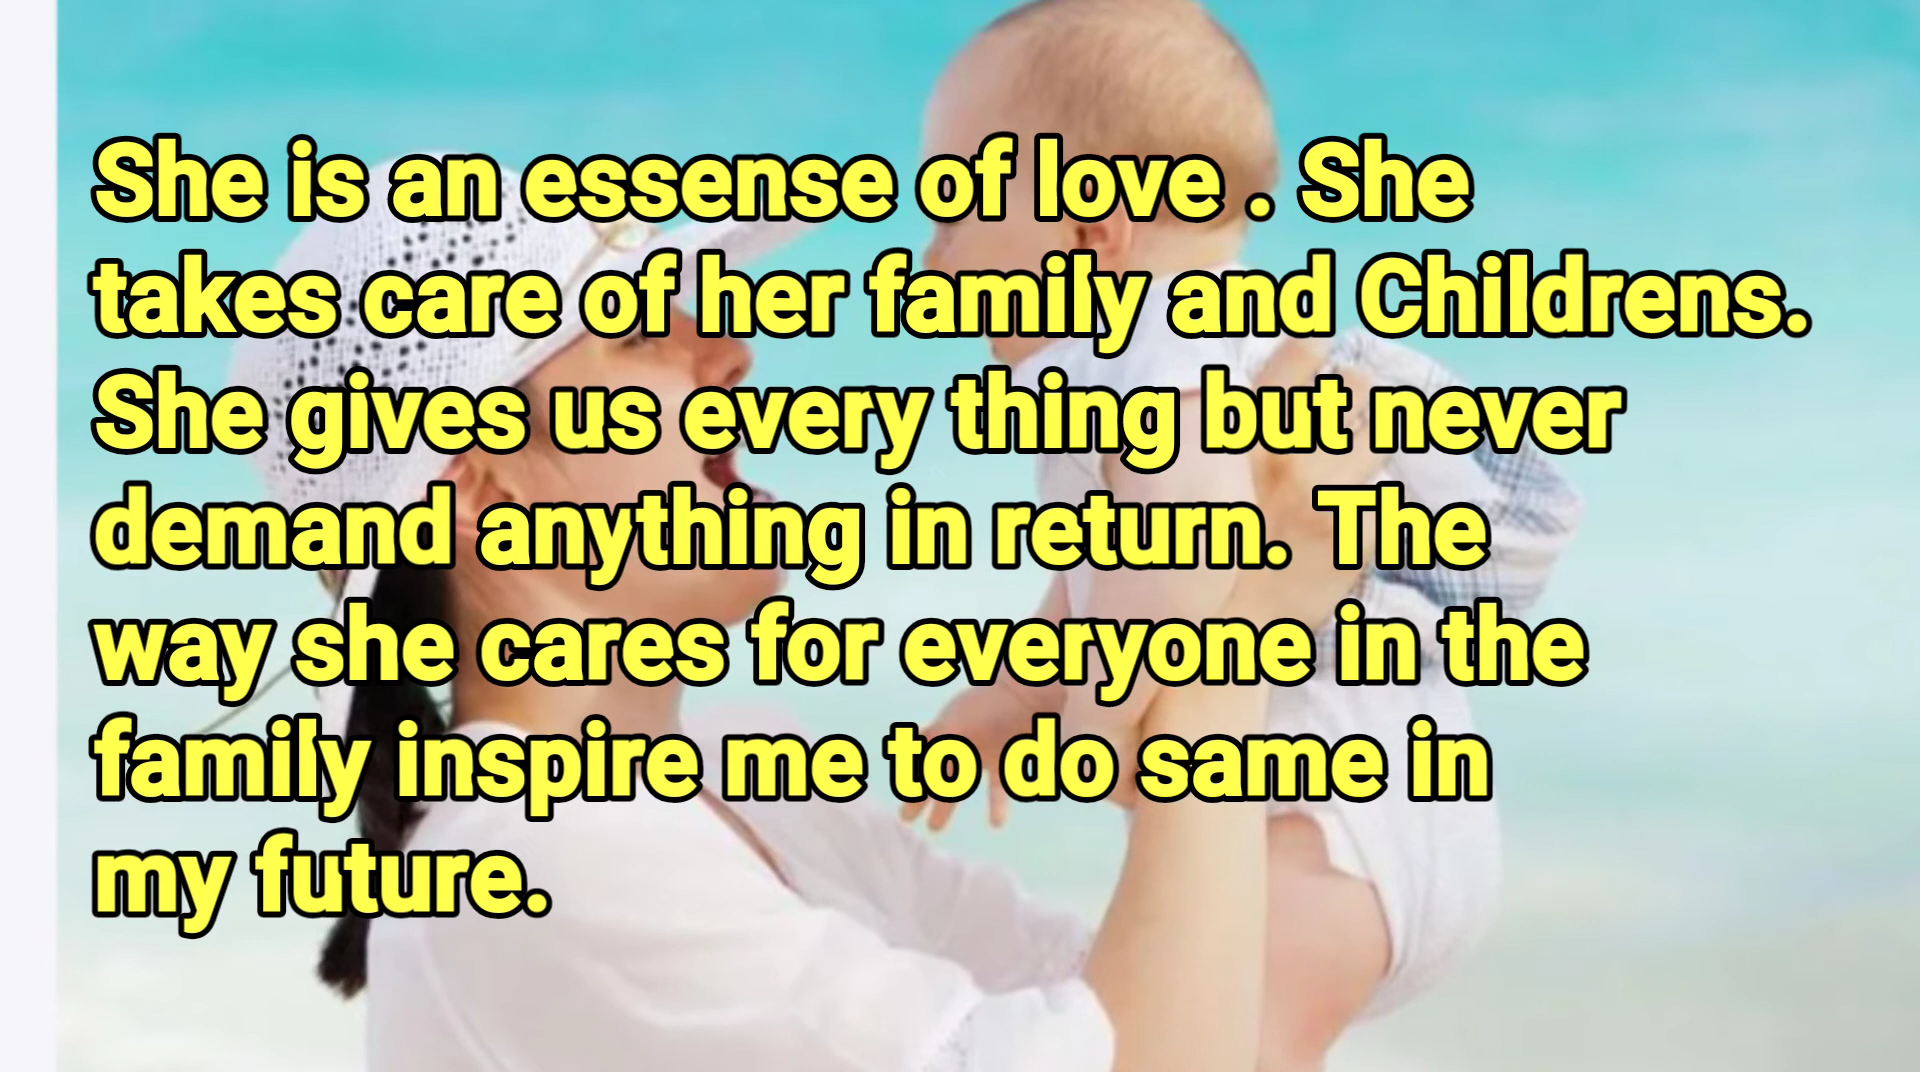 She is an essense of love . She
takes care of her family and Childrens.
She gives us every thing but never
demand anything in return. The
way she cares for everyone in the
family inspire me to do same in
my future.